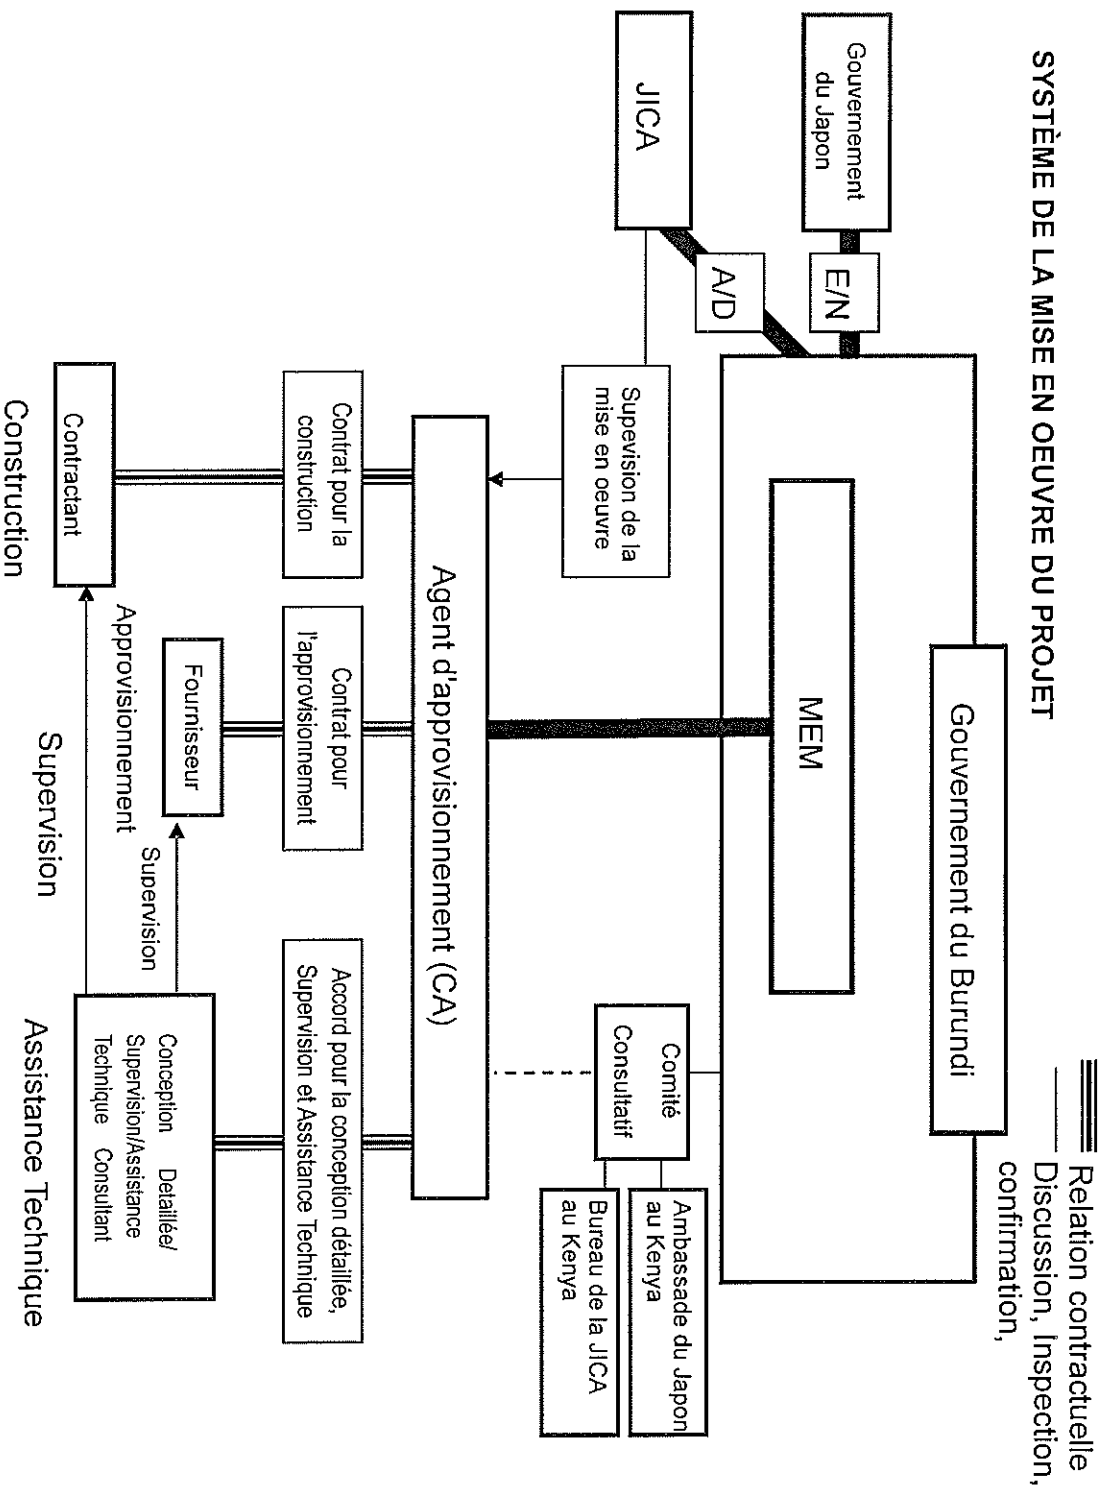 SYSTÈME DE LA MISE EN OEUVRE DU PROJET
Relation contractuelle
Discussion, Inspection,
confirmation,
Gouvernement
du Japon
E/N
Gouvernement du Burundi
JICA
A/D
MEM
Supevision de la
mise en oeuvre
Comité
Consultatif
Ambassade du Japon
au Kenya
Bureau de la JICA
au Kenya
Agent d'approvisionnement (CA)
Contrat pour la
construction
Contrat pour
l'approvisionnement
Accord pour la conception détaillée,
Supervision et Assistance Technique
Contractant
Fournisseur
Approvisionnement
Supervision
Conception Detaillée/
Supervision/Assistance
Technique Consultant
Construction
Supervision
Assistance Technique